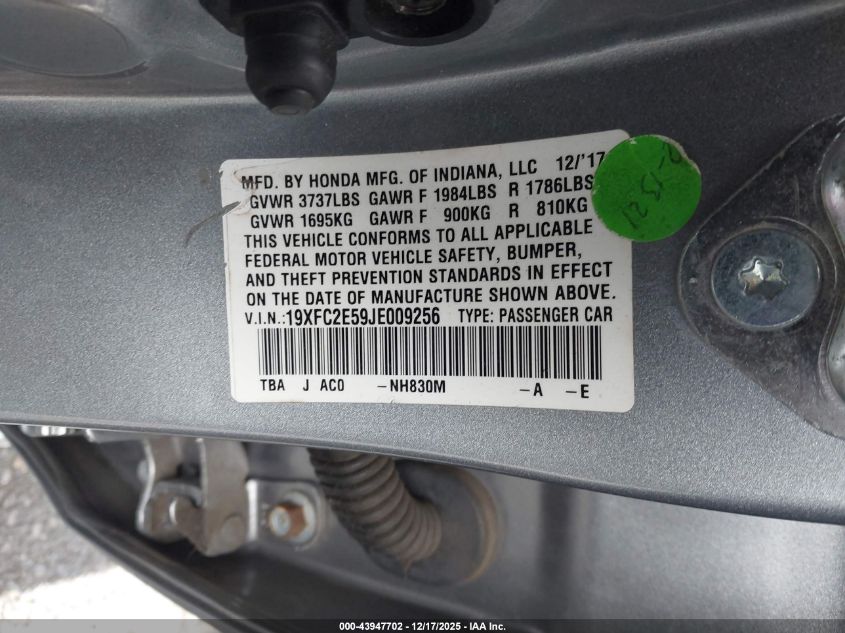 MFD. BY HONDA MFG. OF INDIANA, LLC 12/'17
GVWR 3737LBS GAWR F 1984LBS R 1786LBS
GVWR 1695KG GAWR F 900KG R 810KG
THIS VEHICLE CONFORMS TO ALL APPLICABLE
FEDERAL MOTOR VEHICLE SAFETY, BUMPER,
AND THEFT PREVENTION STANDARDS IN EFFECT
ON THE DATE OF MANUFACTURE SHOWN ABOVE.
V.I.N.:19XFC2E59JE009256 TYPE: PASSENGER CAR
TBA J AC0 -NH830M -A -E
000-43947702 - 12/17/2025 - IAA Inc.